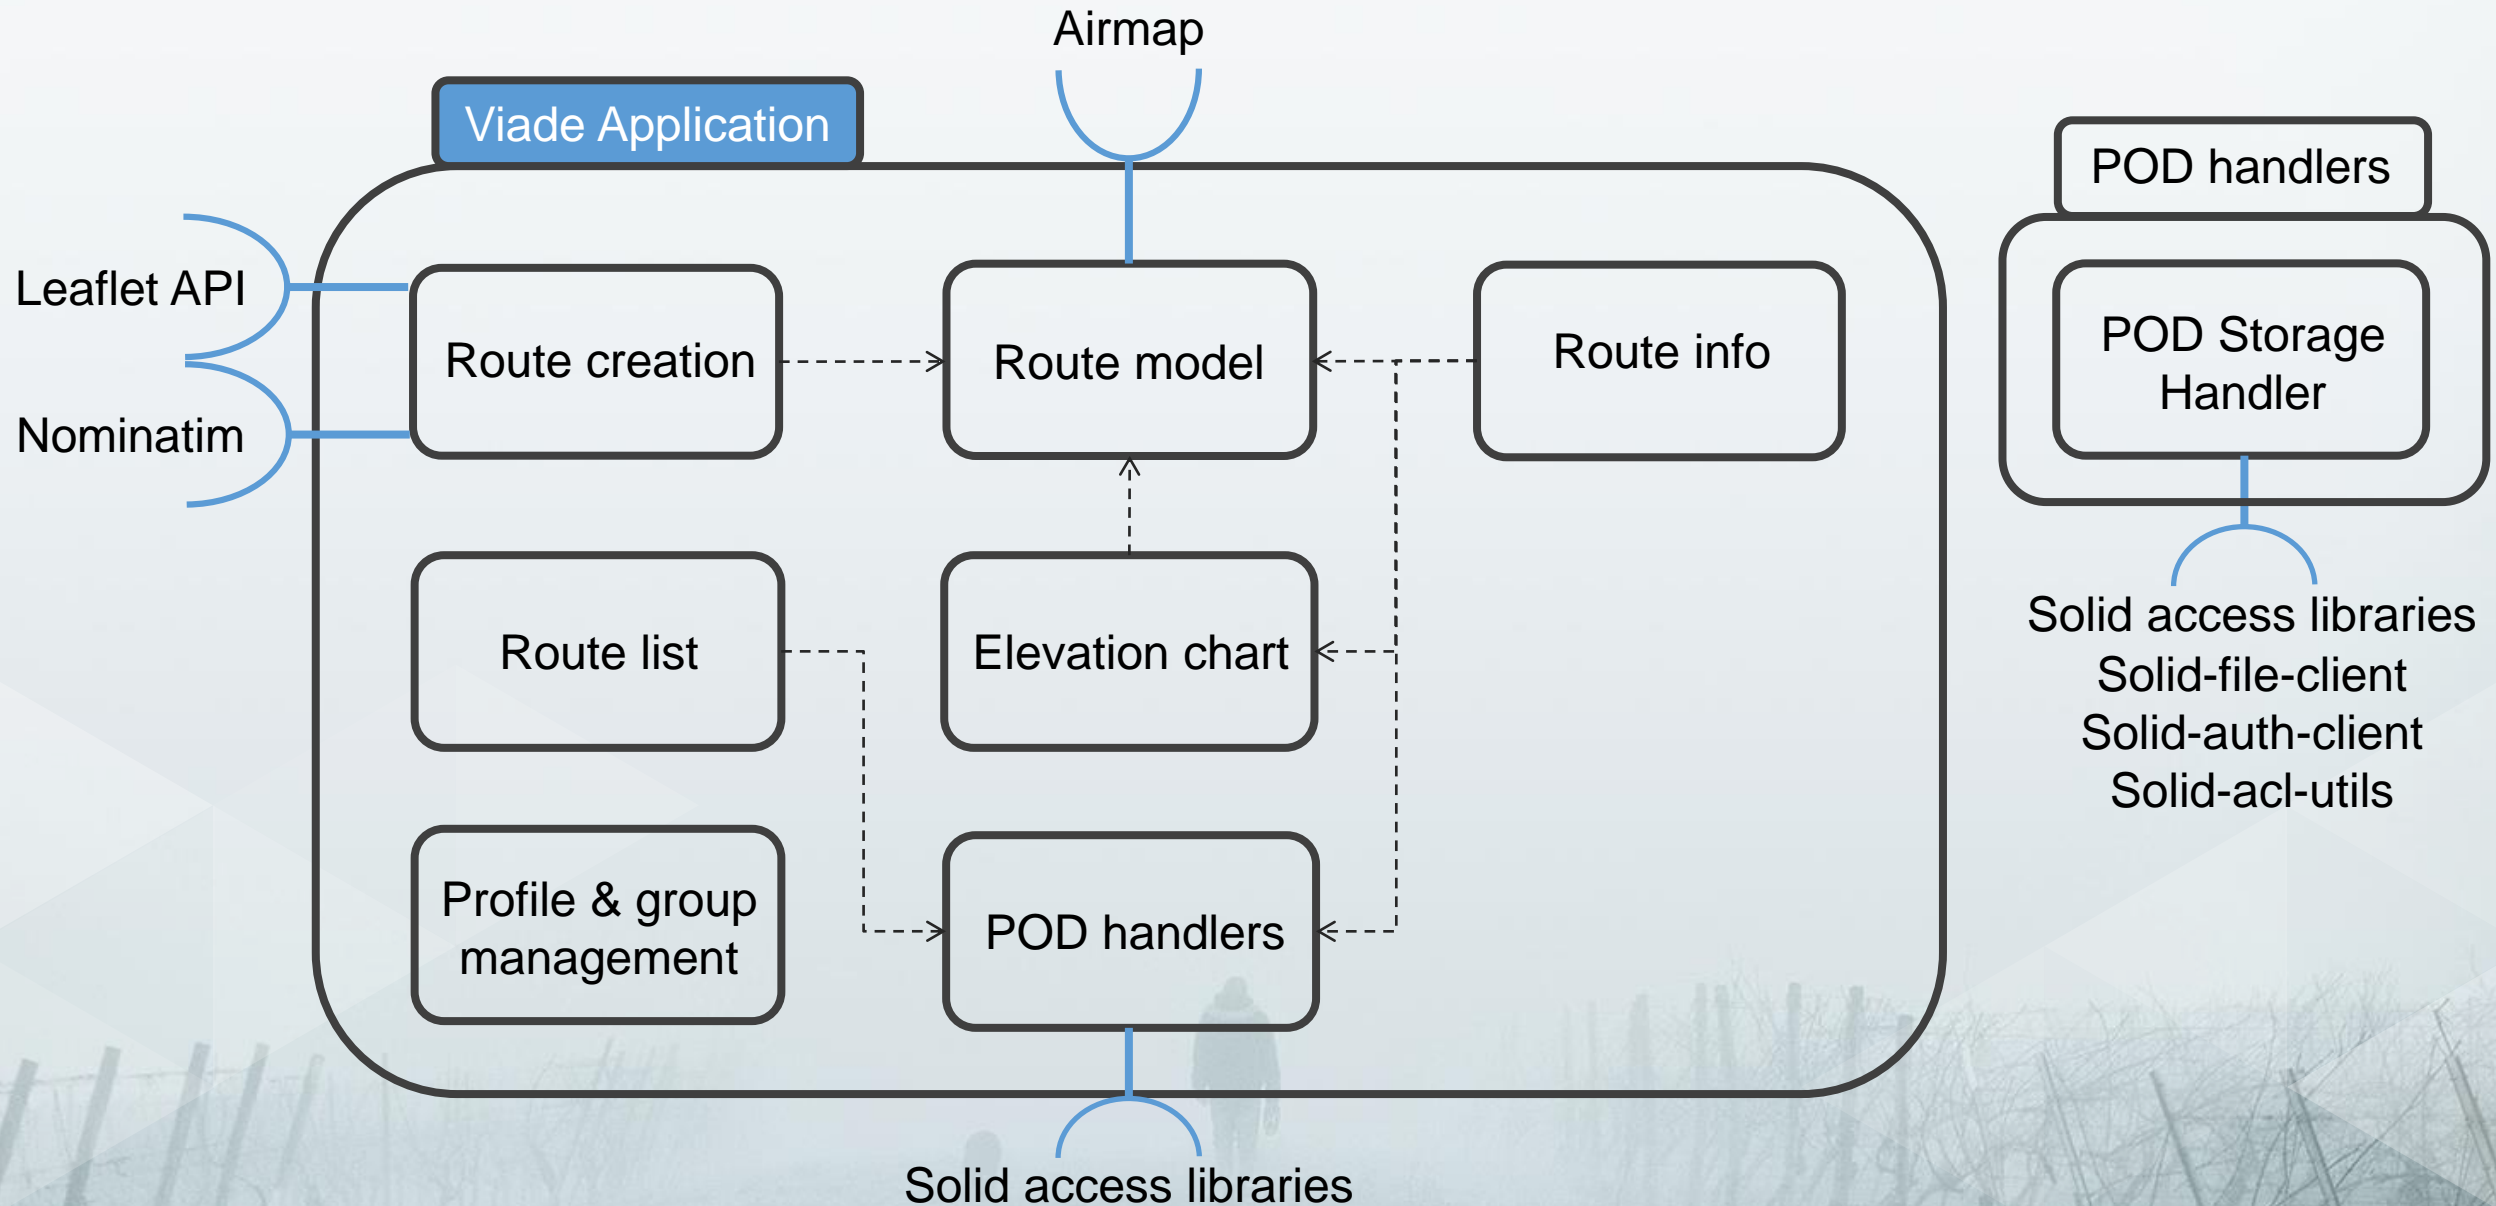 Airmap
Viade Application
POD handlers
Leaflet API
Nominatim
Route creation
Route model
Route info
POD Storage
Handler
Route list
Elevation chart
Solid access libraries
Solid-file-client
Solid-auth-client
Solid-acl-utils
Profile & group
management
POD handlers
Solid access libraries